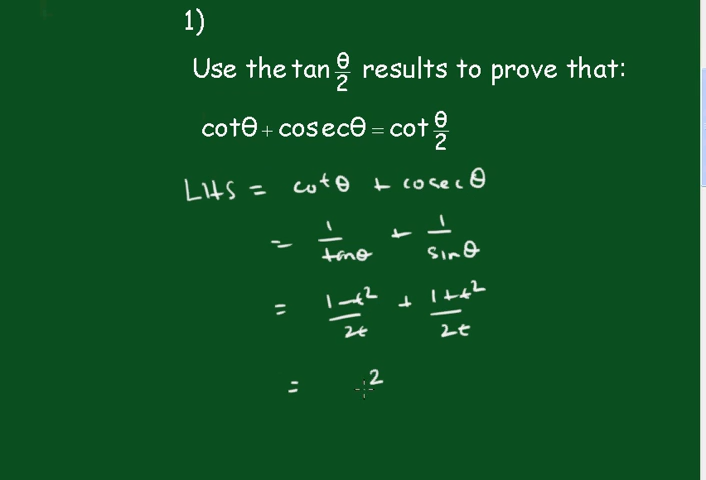 1)
Use the tan θ/2 results to prove that:
cotθ + cosecθ = cot θ/2
LHS = cotθ + cosecθ
= 1/tanθ + 1/sinθ
= 1-t²/2t + 1+t²/2t
= 2